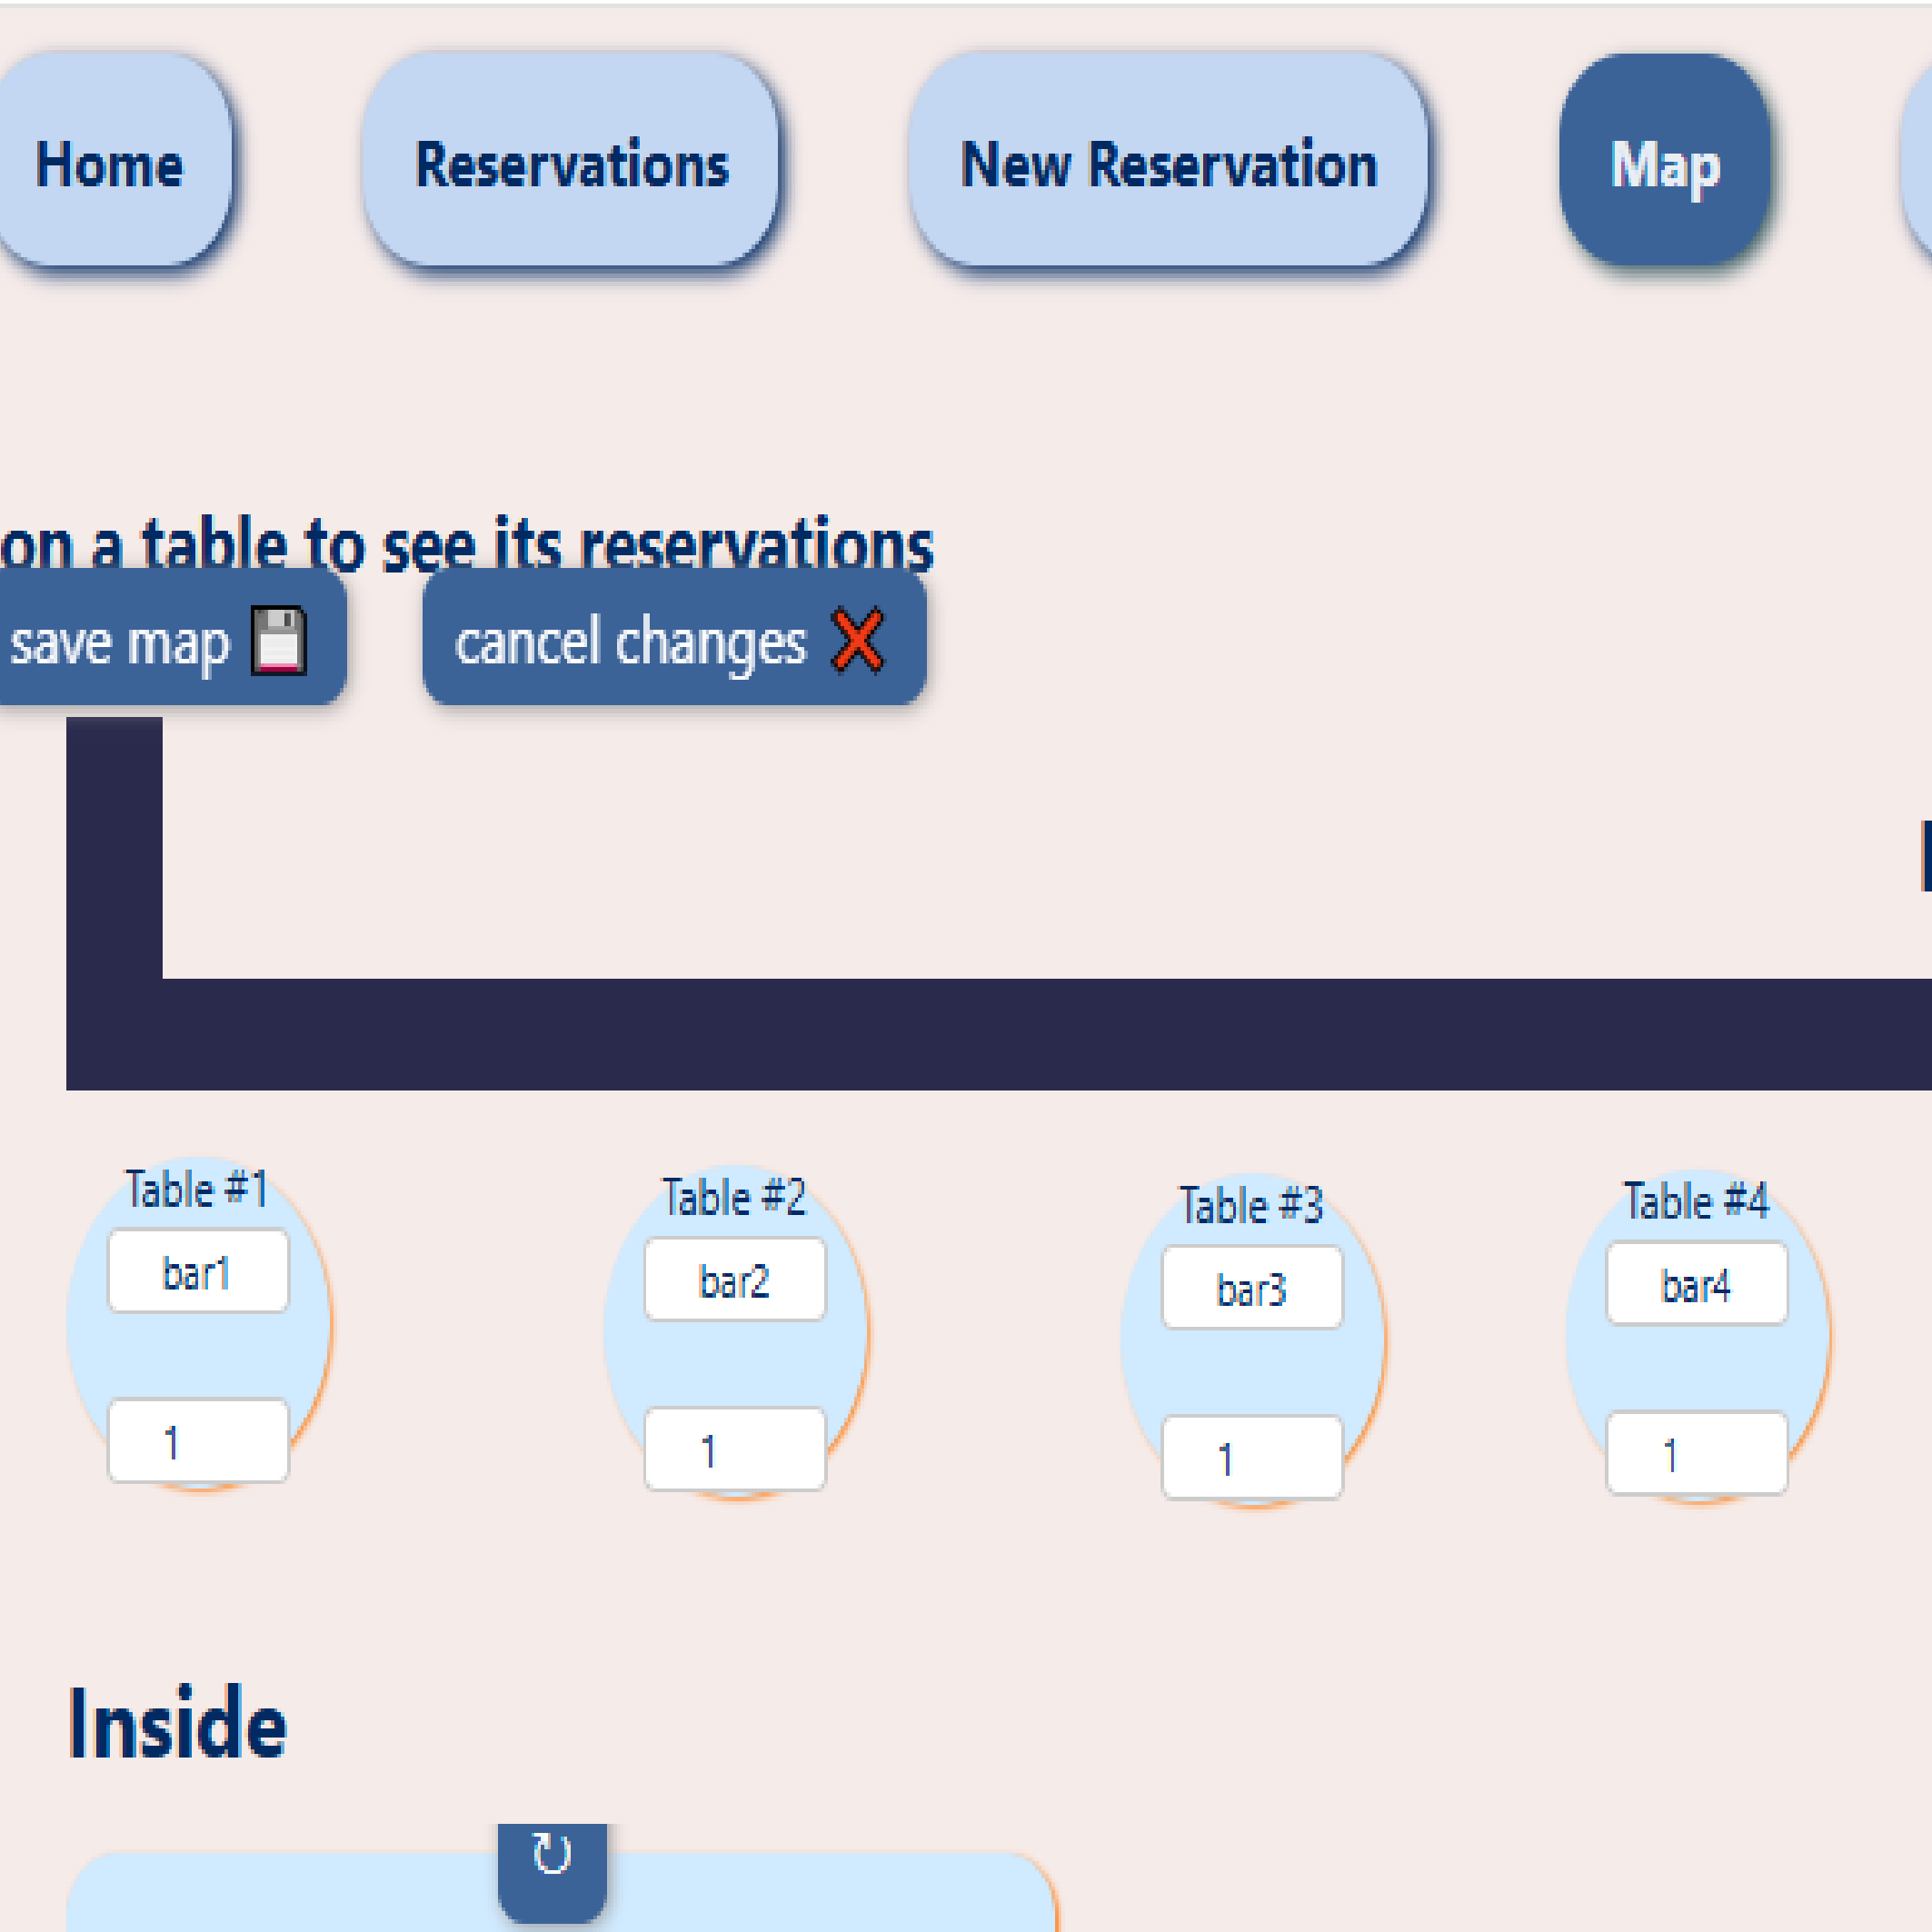 Home Reservations New Reservation Map
on a table to see its reservations
save map cancel changes
Table #1 Table #2 Table #3 Table #4
bar1 bar2 bar3 bar4
1 1 1 1
Inside
↻